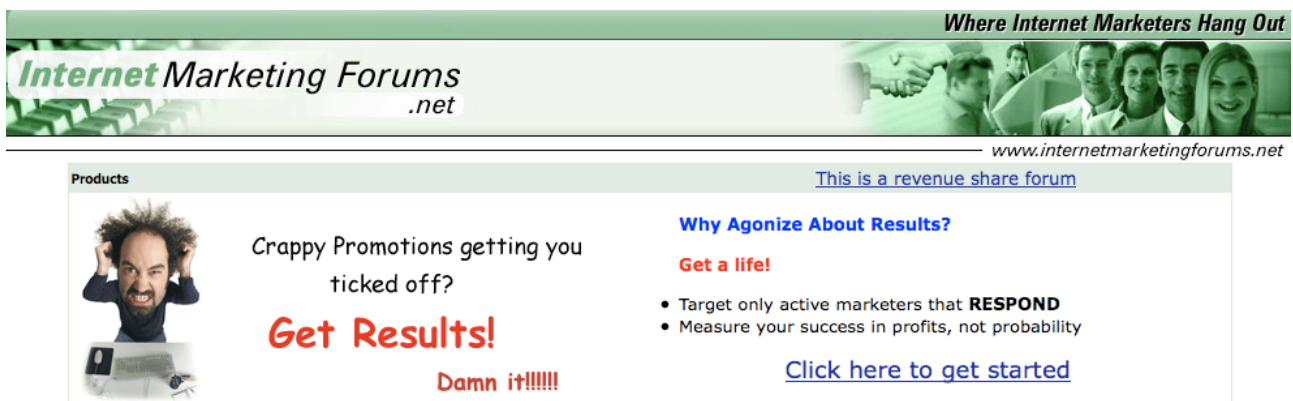 Where Internet Marketers Hang Out
Internet Marketing Forums
.net
www.internetmarketingforums.net
Products
This is a revenue share forum
Crappy Promotions getting you
ticked off?
Get Results!
Damn it!!!!!!
Why Agonize About Results?
Get a life!
• Target only active marketers that RESPOND
• Measure your success in profits, not probability
Click here to get started